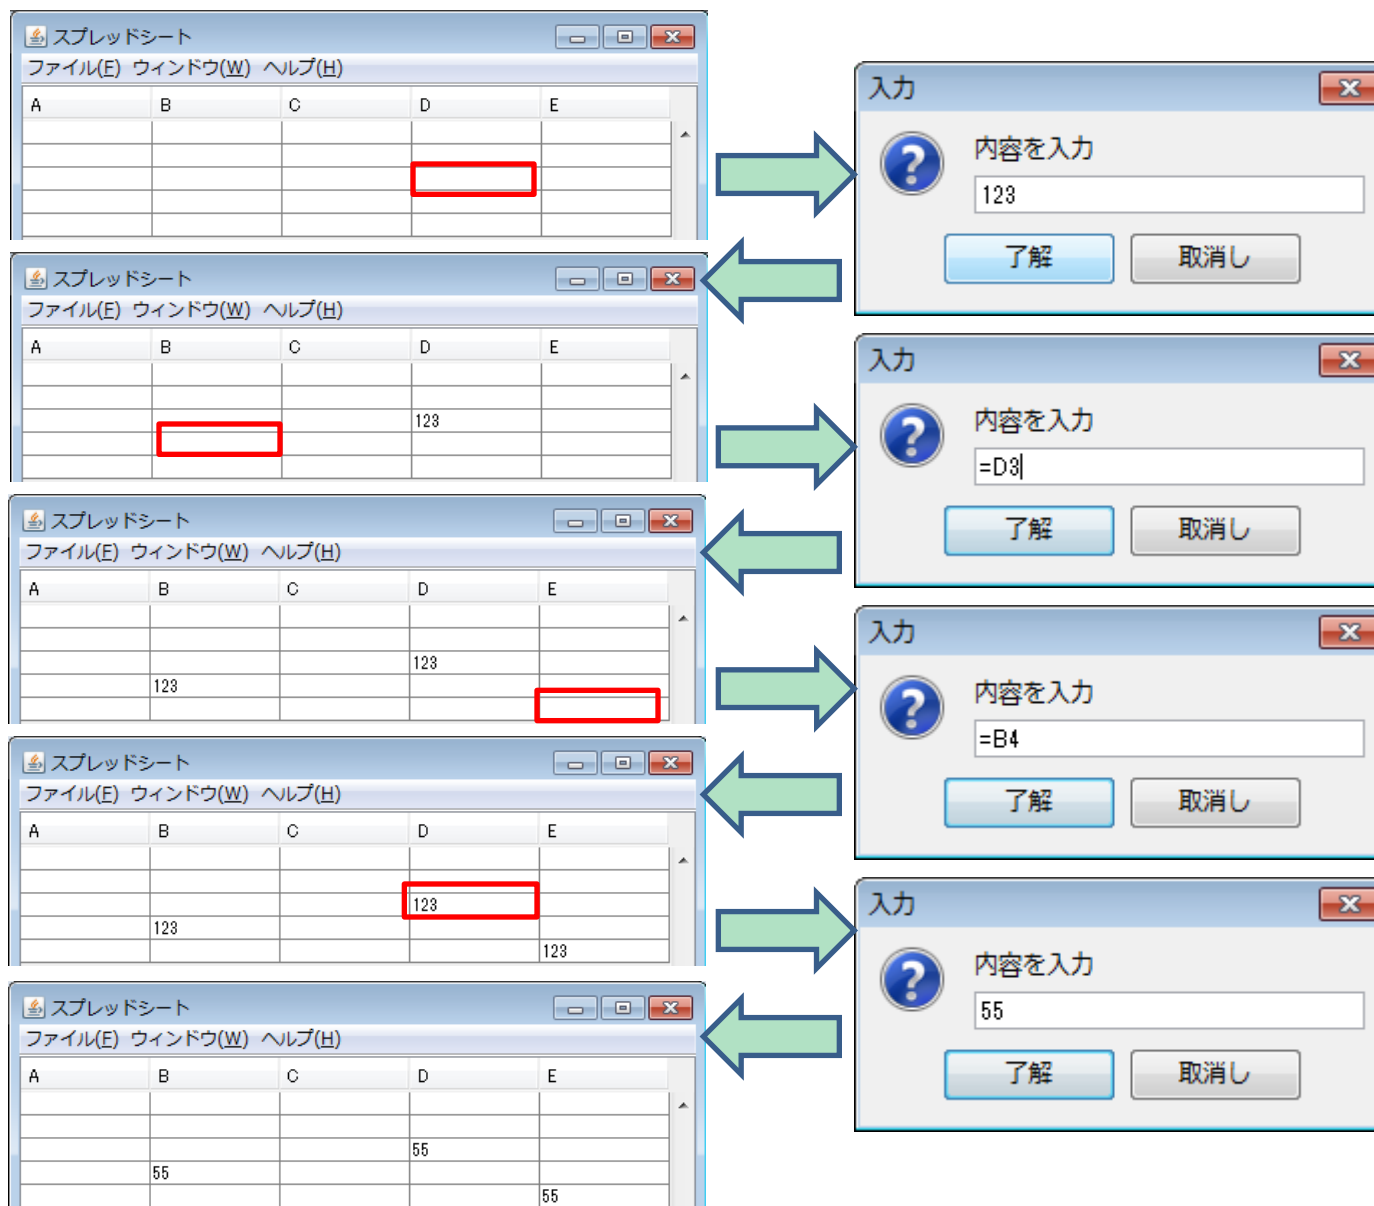 スプレッドシート
ファイル(F) ウィンドウ(W) ヘルプ(H)
A B C D E
入力
内容を入力
123
了解 取消し
スプレッドシート
ファイル(F) ウィンドウ(W) ヘルプ(H)
A B C D E
123
入力
内容を入力
=D3
了解 取消し
スプレッドシート
ファイル(F) ウィンドウ(W) ヘルプ(H)
A B C D E
123
123
入力
内容を入力
=B4
了解 取消し
スプレッドシート
ファイル(F) ウィンドウ(W) ヘルプ(H)
A B C D E
123
123
123
入力
内容を入力
55
了解 取消し
スプレッドシート
ファイル(F) ウィンドウ(W) ヘルプ(H)
A B C D E
55
55
55